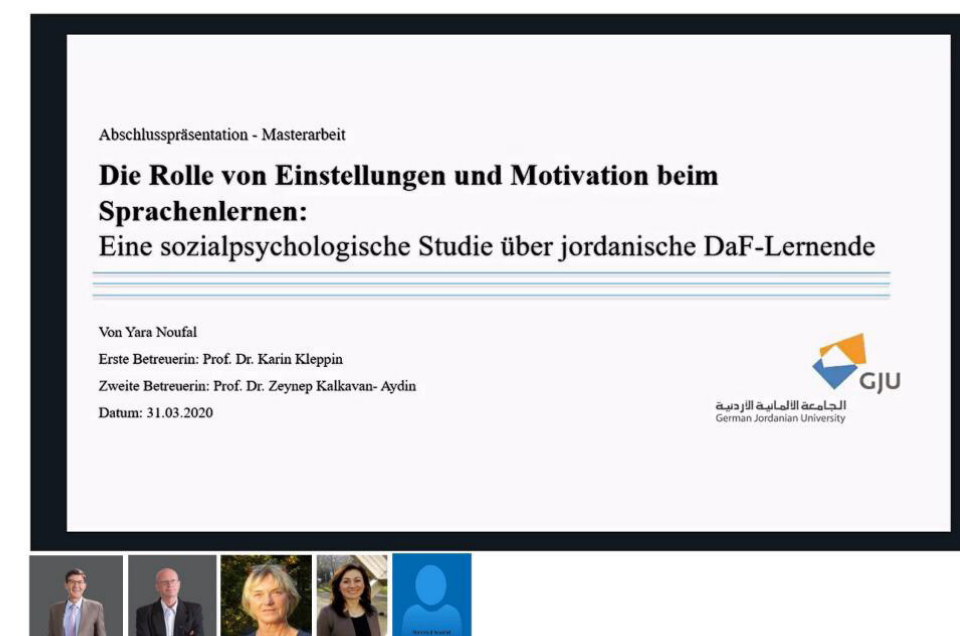 Abschlusspräsentation - Masterarbeit
Die Rolle von Einstellungen und Motivation beim
Sprachenlernen:
Eine sozialpsychologische Studie über jordanische DaF-Lernende
Von Yara Noufal
Erste Betreuerin: Prof. Dr. Karin Kleppin
Zweite Betreuerin: Prof. Dr. Zeynep Kalkavan- Aydin
Datum: 31.03.2020
GJU
الجامعة الألمانية الأردنية
German Jordanian University